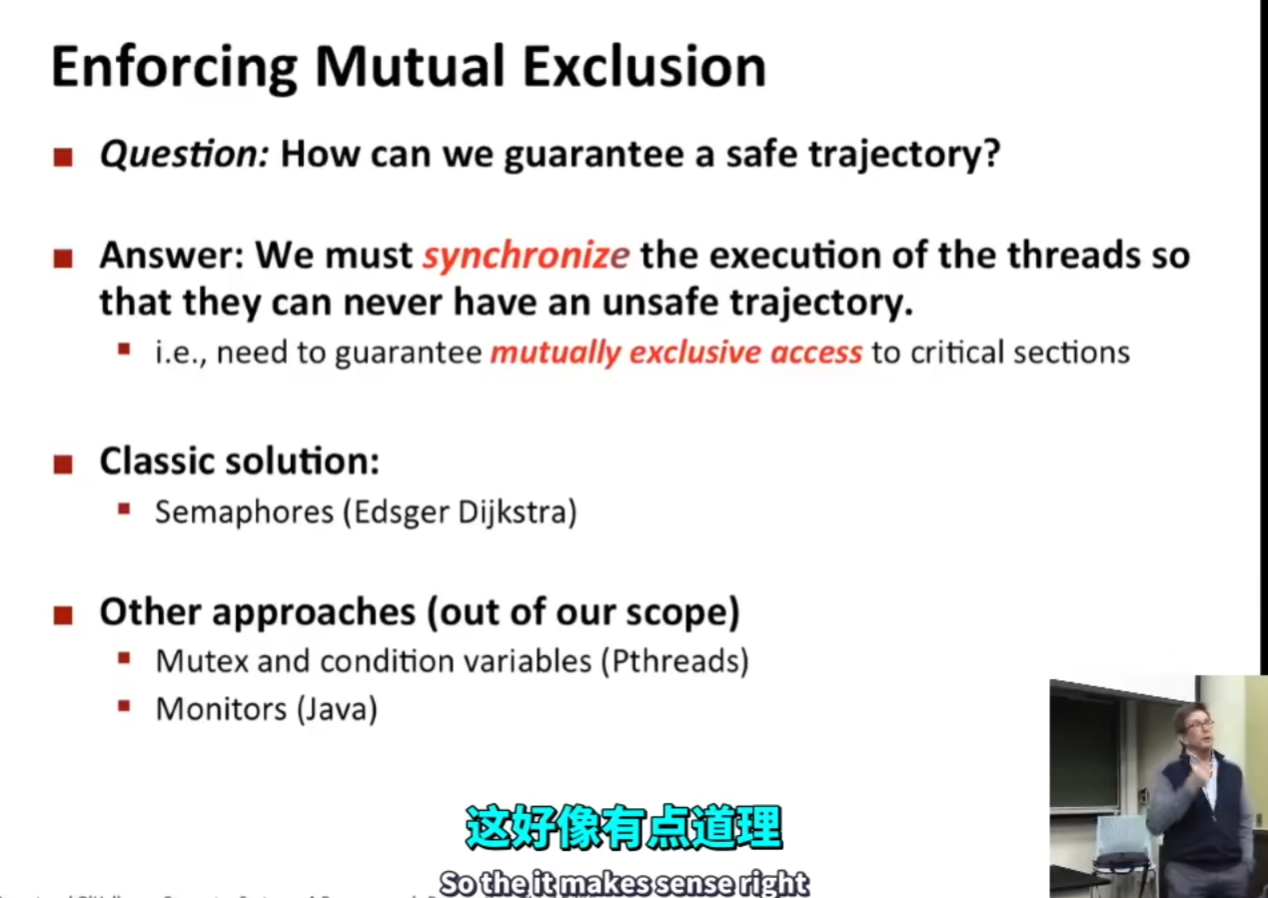 Enforcing Mutual Exclusion
■ Question: How can we guarantee a safe trajectory?
■ Answer: We must synchronize the execution of the threads so
that they can never have an unsafe trajectory.
▪ i.e., need to guarantee mutually exclusive access to critical sections
■ Classic solution:
▪ Semaphores (Edsger Dijkstra)
■ Other approaches (out of our scope)
▪ Mutex and condition variables (Pthreads)
▪ Monitors (Java)
这好像有点道理
So the it makes sense right